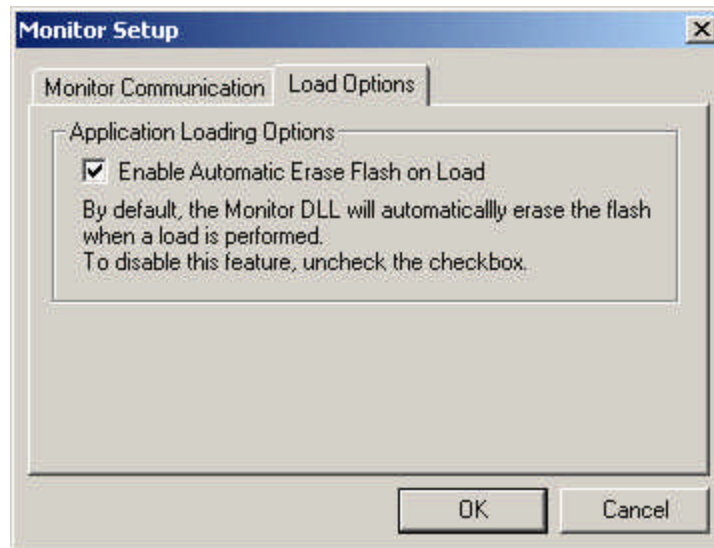 Monitor Setup
Monitor Communication
Load Options
Application Loading Options
Enable Automatic Erase Flash on Load
By default, the Monitor DLL will automaticallly erase the flash
when a load is performed.
To disable this feature, uncheck the checkbox.
OK
Cancel